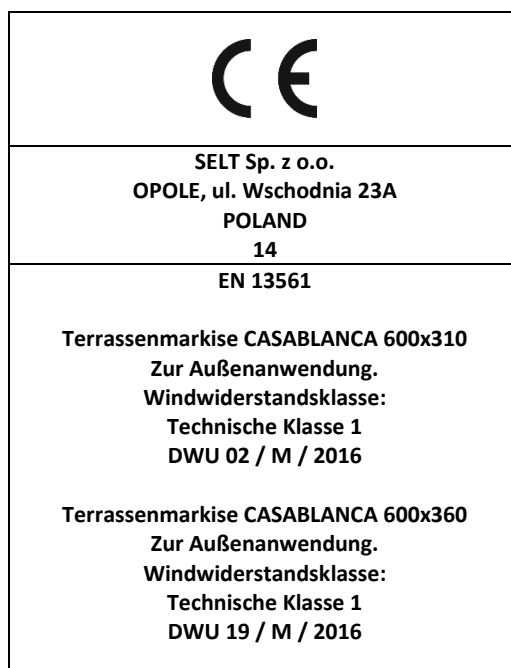 CE
SELT Sp. z o.o.
OPOLE, ul. Wschodnia 23A
POLAND
14
EN 13561
Terrassenmarkise CASABLANCA 600x310
Zur Außenanwendung.
Windwiderstandsklasse:
Technische Klasse 1
DWU 02 / M / 2016
Terrassenmarkise CASABLANCA 600x360
Zur Außenanwendung.
Windwiderstandsklasse:
Technische Klasse 1
DWU 19 / M / 2016